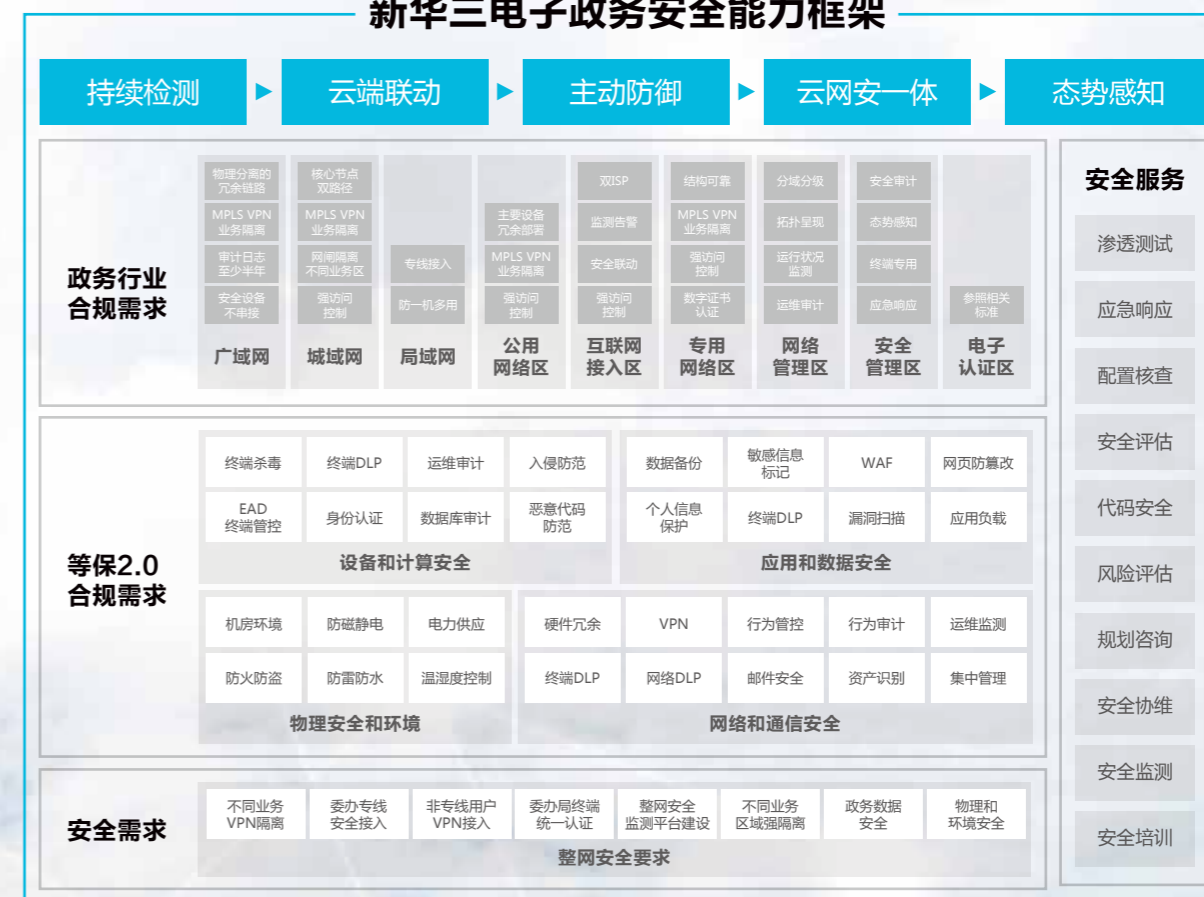 新华三电子政务安全能力框架
持续检测
云端联动
主动防御
云网安一体
态势感知
政务行业
合规需求
物理分离的
冗余链路
MPLS VPN
业务隔离
审计日志
至少半年
安全设备
不串接
广域网
核心节点
双路径
MPLS VPN
业务隔离
网闸隔离
不同业务区
强访问
控制
城域网
专线接入
防一机多用
局域网
主要设备
冗余部署
MPLS VPN
业务隔离
强访问
控制
公用
网络区
双ISP
监测告警
安全联动
强访问
控制
互联网
接入区
结构可靠
MPLS VPN
业务隔离
强访问
控制
数字证书
认证
专用
网络区
分域分级
拓扑呈现
运行状况
监测
运维审计
网络
管理区
安全审计
态势感知
终端专用
应急响应
安全
管理区
参照相关
标准
电子
认证区
等保2.0
合规需求
终端杀毒
终端DLP
运维审计
入侵防范
EAD
终端管控
身份认证
数据库审计
恶意代码
防范
设备和计算安全
数据备份
敏感信息
标记
WAF
网页防篡改
个人信息
保护
终端DLP
漏洞扫描
应用负载
应用和数据安全
机房环境
防磁静电
电力供应
防火防盗
防雷防水
温湿度控制
物理安全和环境
硬件冗余
VPN
行为管控
行为审计
运维监测
终端DLP
网络DLP
邮件安全
资产识别
集中管理
网络和通信安全
安全需求
不同业务
VPN隔离
委办专线
安全接入
非专线用户
VPN接入
委办局终端
统一认证
整网安全
监测平台建设
不同业务
区域强隔离
政务数据
安全
物理和
环境安全
整网安全要求
安全服务
渗透测试
应急响应
配置核查
安全评估
代码安全
风险评估
规划咨询
安全协维
安全监测
安全培训